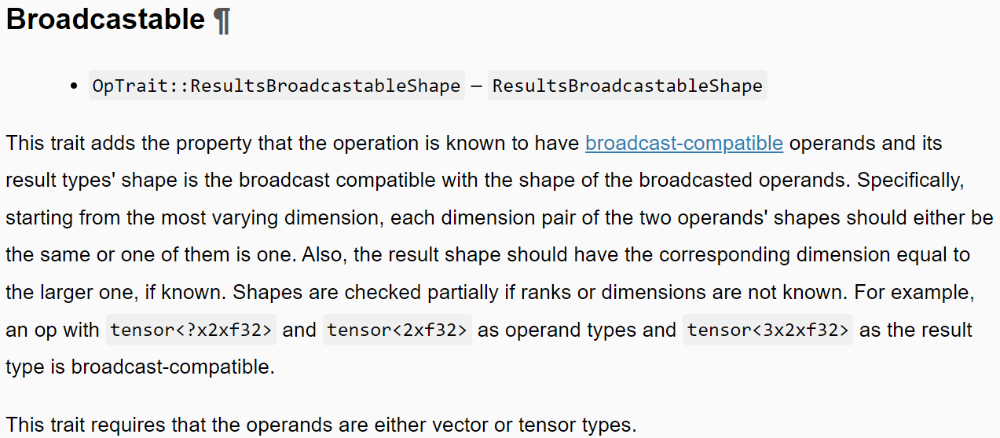 Broadcastable ¶
• OpTrait::ResultsBroadcastableShape — ResultsBroadcastableShape
This trait adds the property that the operation is known to have broadcast-compatible operands and its
result types' shape is the broadcast compatible with the shape of the broadcasted operands. Specifically,
starting from the most varying dimension, each dimension pair of the two operands' shapes should either be
the same or one of them is one. Also, the result shape should have the corresponding dimension equal to
the larger one, if known. Shapes are checked partially if ranks or dimensions are not known. For example,
an op with tensor<?x2xf32> and tensor<2xf32> as operand types and tensor<3x2xf32> as the result
type is broadcast-compatible.
This trait requires that the operands are either vector or tensor types.